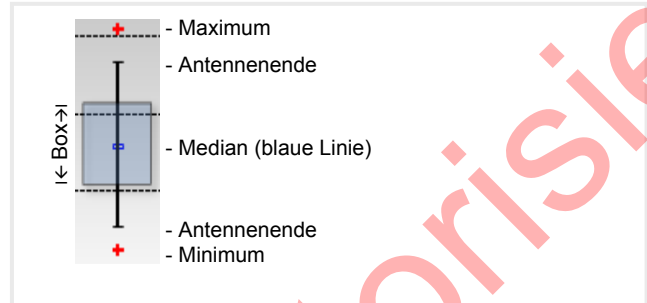 - Maximum
- Antennenende
Box
- Median (blaue Linie)
- Antennenende
- Minimum